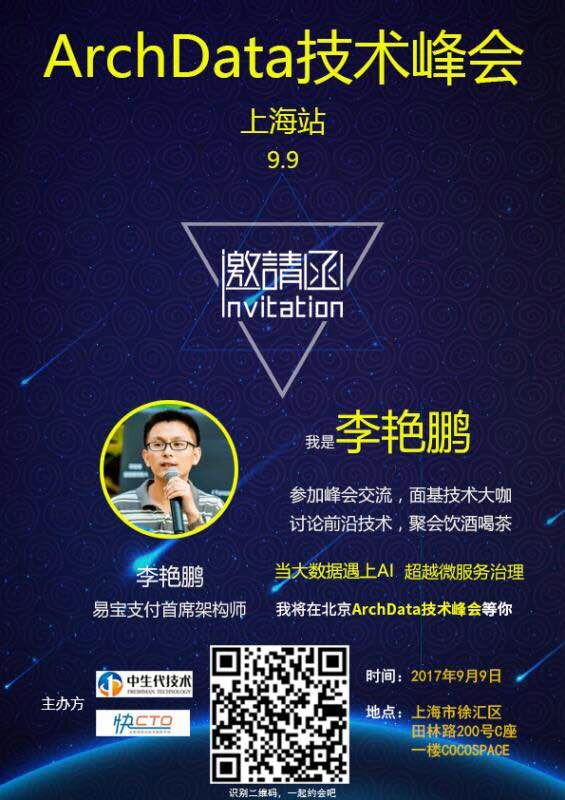 ArchData技术峰会
上海站
9.9
邀請函
Invitation
我是李艳鹏
参加峰会交流，面基技术大咖
讨论前沿技术，聚会饮酒喝茶
李艳鹏
易宝支付首席架构师
当大数据遇上AI 超越微服务治理
我将在北京ArchData技术峰会等你
主办方
中生代技术
FRESHMAN TECHNOLOGY
快CTO
时间：2017年9月9日
地点：上海市徐汇区
田林路200号C座
一楼COCOSPACE
识别二维码，一起约会吧